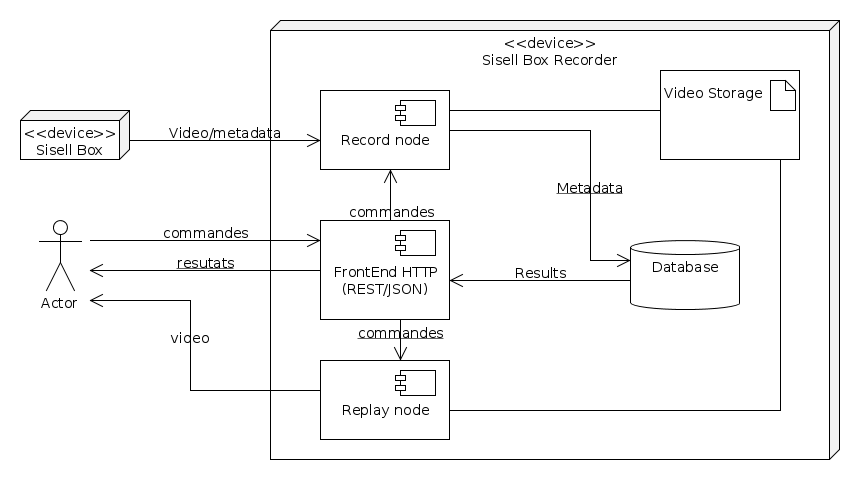 <<device>>
Sisell Box Recorder
Video Storage
<<device>>
Sisell Box
Video/metadata
Record node
Metadata
commandes
commandes
resutats
FrontEnd HTTP
(REST/JSON)
Results
Database
Actor
commandes
video
Replay node